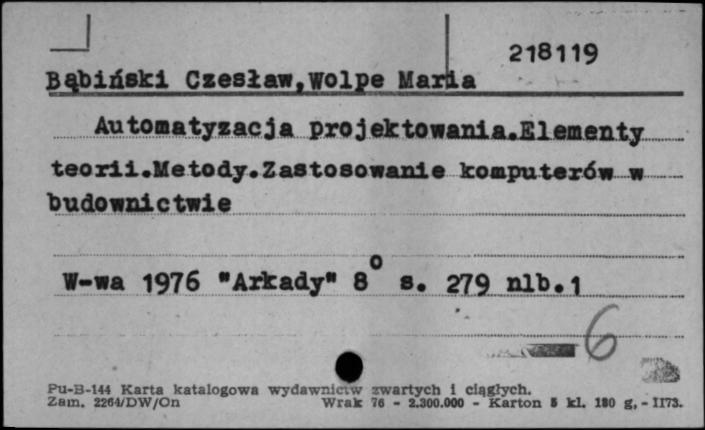 218119
Bąbiński Czesław,Wolpe Maria
Automatyzacja projektowania.Elementy
teorii.Metody.Zastosowanie komputerów w
budownictwie
W-wa 1976 "Arkady" 8° s. 279 nlb.1
6
Pu-B-144 Karta katalogowa wydawnictw zwartych i ciągłych.
Zam. 2264/DW/On Wrak 76 - 2.300.000 - Karton 5 kl. 180 g, - II73.